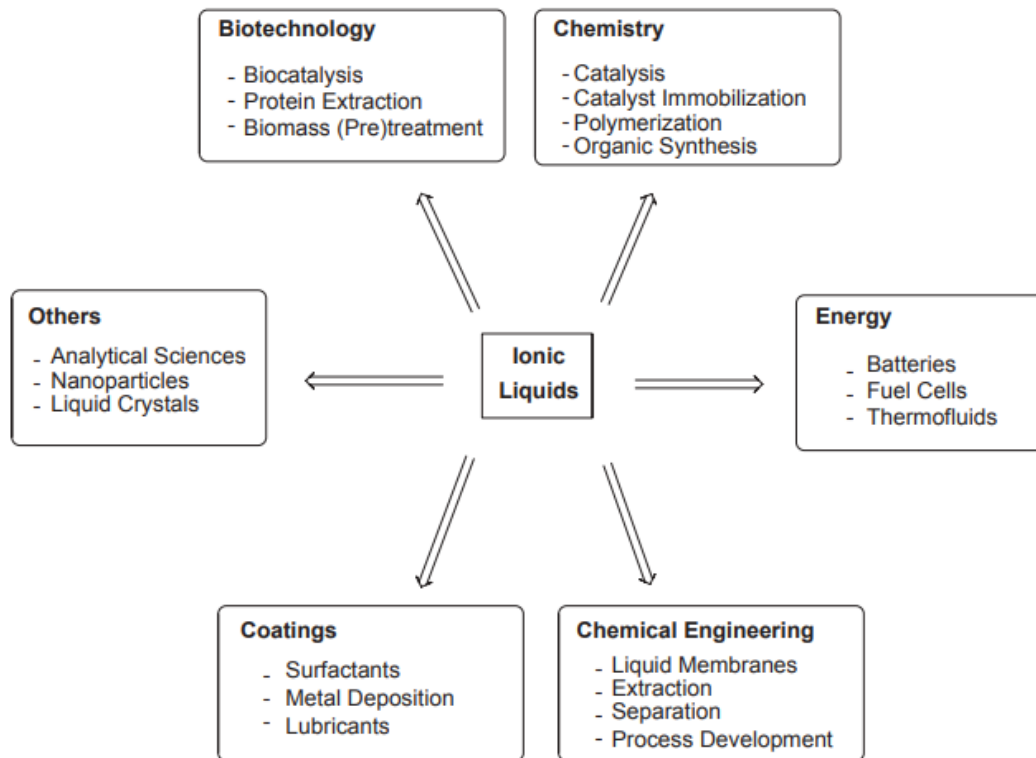 Biotechnology
- Biocatalysis
- Protein Extraction
- Biomass (Pre)treatment
Chemistry
- Catalysis
- Catalyst Immobilization
- Polymerization
- Organic Synthesis
Others
- Analytical Sciences
- Nanoparticles
- Liquid Crystals
Ionic
Liquids
Energy
- Batteries
- Fuel Cells
- Thermofluids
Coatings
- Surfactants
- Metal Deposition
- Lubricants
Chemical Engineering
- Liquid Membranes
- Extraction
- Separation
- Process Development